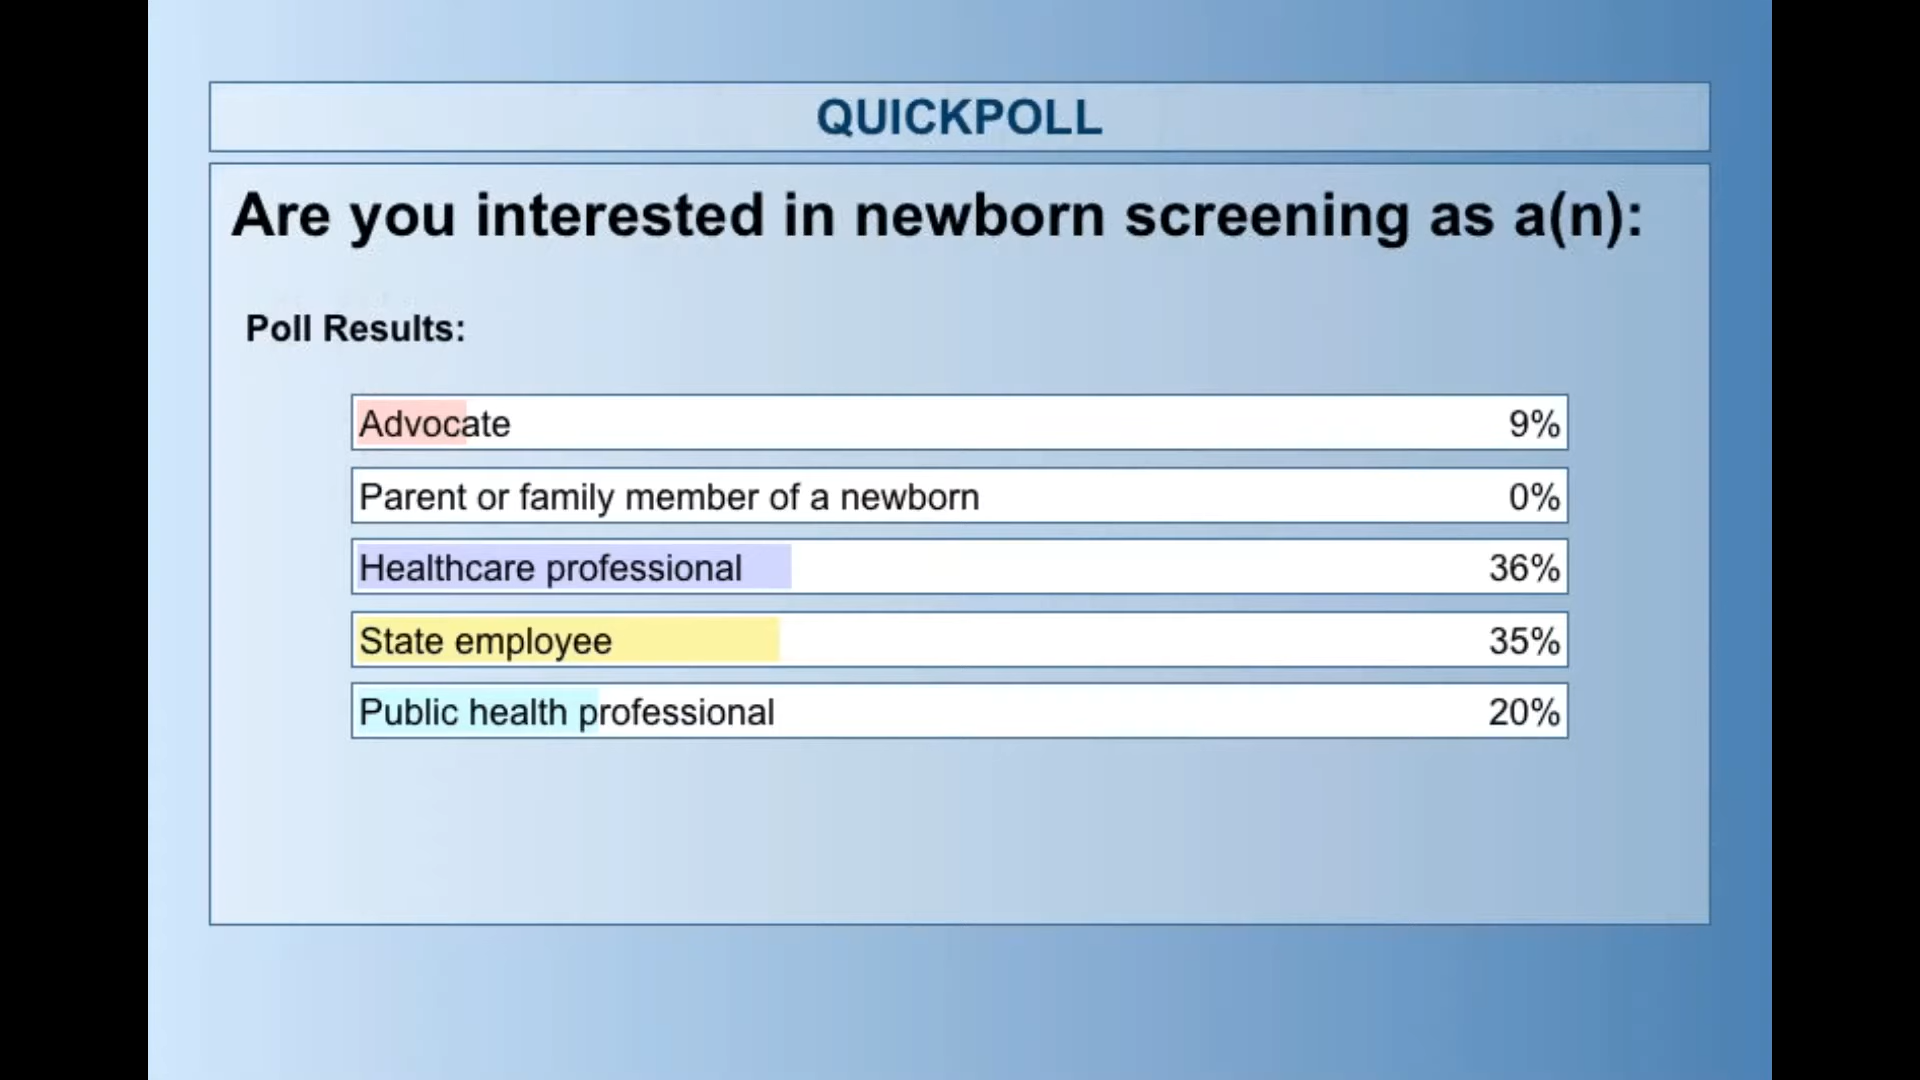 QUICKPOLL
Are you interested in newborn screening as a(n):
Poll Results:
Advocate 9%
Parent or family member of a newborn 0%
Healthcare professional 36%
State employee 35%
Public health professional 20%